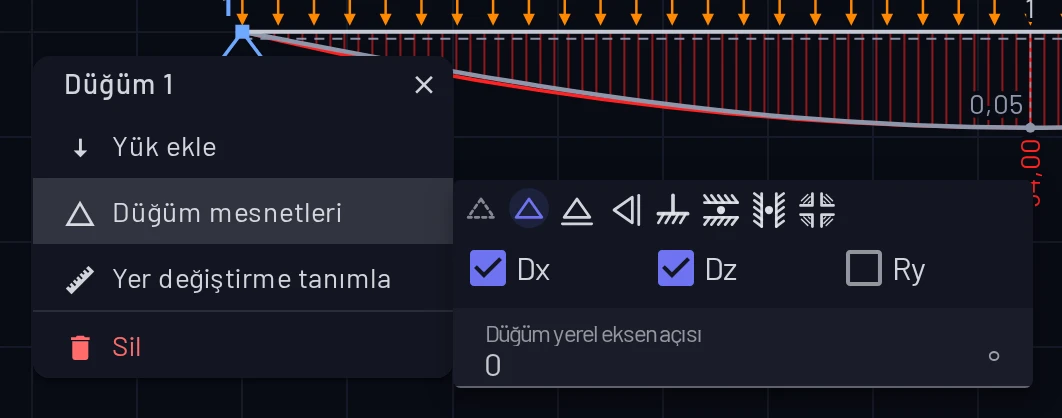 1
1
Düğüm 1
0,05
Yük ekle
Düğüm mesnetleri
Dx
Dz
Ry
Yer değiştirme tanımla
Düğüm yerel eksen açısı
0
°
Sil